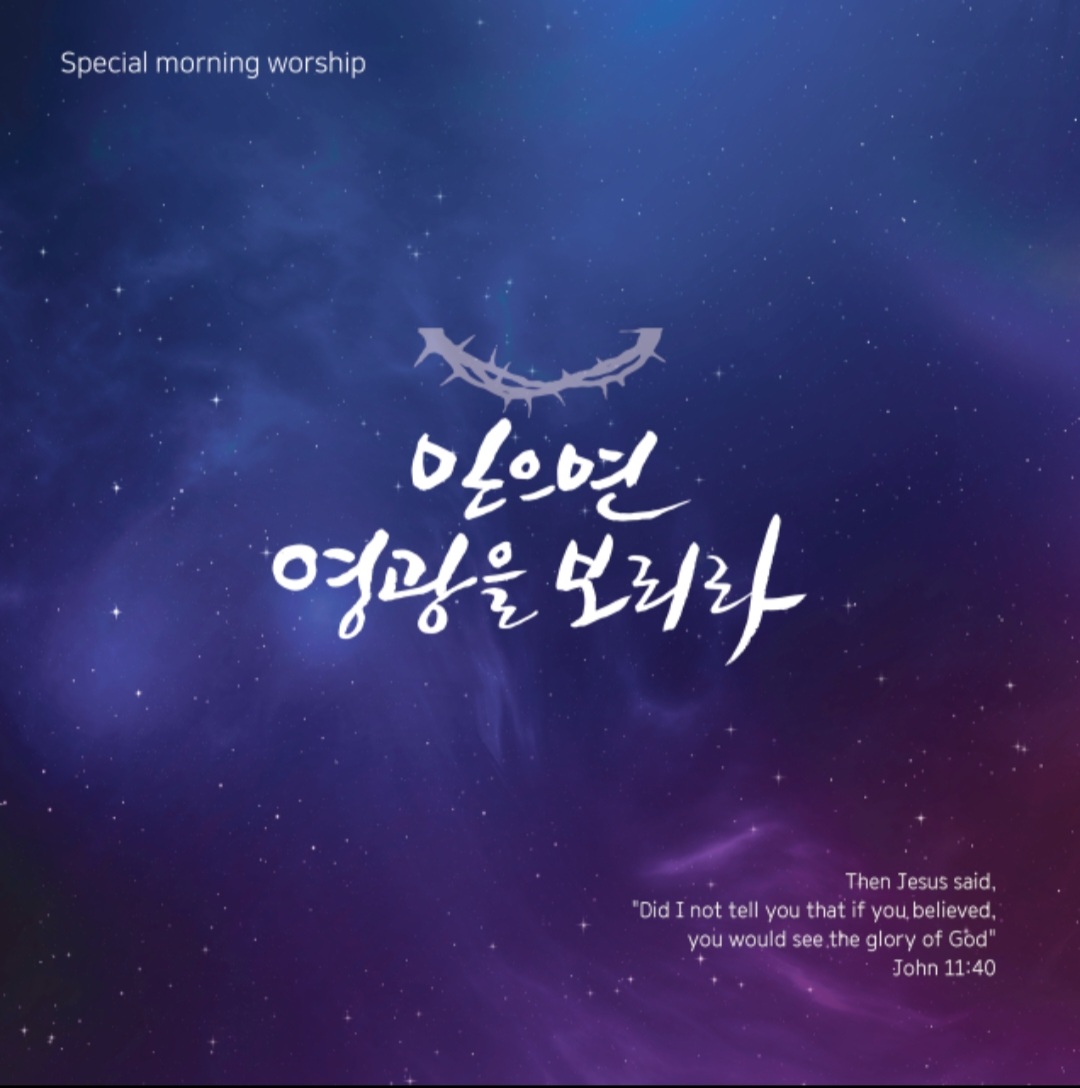 Special morning worship
믿으면
영광을 보리라
Then Jesus said,
"Did I not tell you that if you believed,
you would see the glory of God"
John 11:40